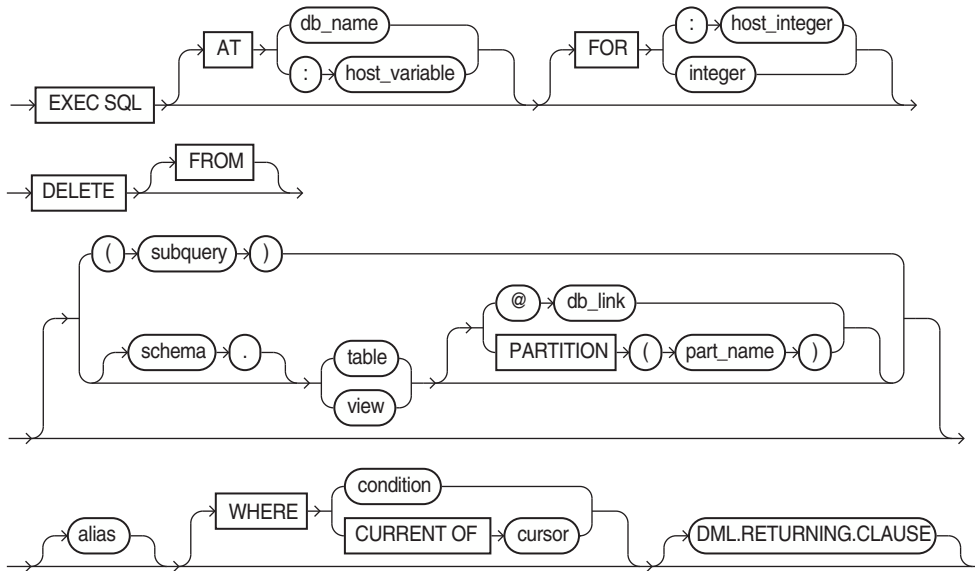 AT db_name : host_variable FOR : host_integer integer
EXEC SQL
DELETE FROM
( subquery )
schema . table view @ db_link PARTITION ( part_name )
alias WHERE condition CURRENT OF cursor DML.RETURNING.CLAUSE